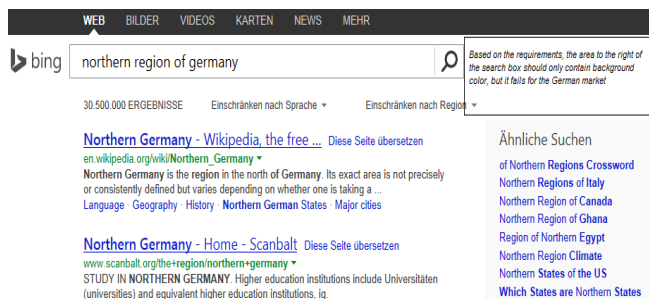 WEB BILDER VIDEOS KARTEN NEWS MEHR
bing
northern region of germany
Based on the requirements, the area to the right of
the search box should only contain background
color, but it fails for the German market
30.500.000 ERGEBNISSE Einschränken nach Sprache Einschränken nach Region
Northern Germany - Wikipedia, the free ... Diese Seite übersetzen
en.wikipedia.org/wiki/Northern_Germany
Northern Germany is the region in the north of Germany. Its exact area is not precisely
or consistently defined but varies depending on whether one is taking a ...
Language · Geography · History · Northern German States · Major cities
Northern Germany - Home - Scanbalt Diese Seite übersetzen
www.scanbalt.org/the+region/northern+germany
STUDY IN NORTHERN GERMANY. Higher education institutions include Universitäten
(universities) and equivalent higher education institutions, ig.
Ähnliche Suchen
of Northern Regions Crossword
Northern Regions of Italy
Northern Region of Canada
Northern Region of Ghana
Region of Northern Egypt
Northern Region Climate
Northern States of the US
Which States are Northern States